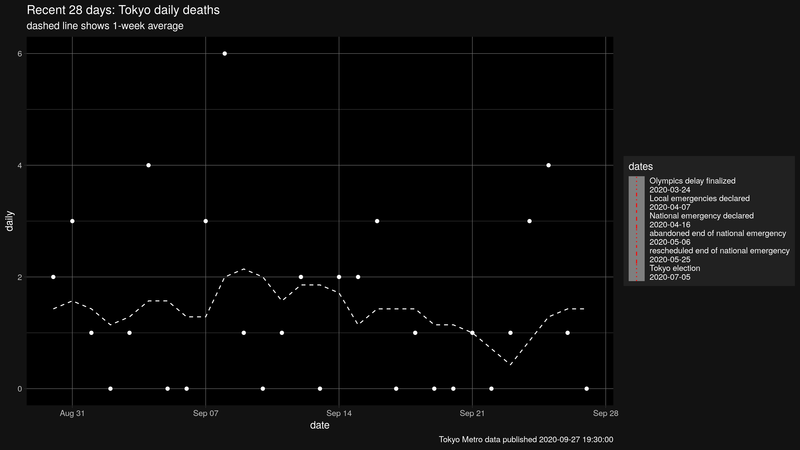 Recent 28 days: Tokyo daily deaths
dashed line shows 1-week average
6
4
2
0
daily
Aug 31
Sep 07
Sep 14
Sep 21
Sep 28
date
dates
Olympics delay finalized
2020-03-24
Local emergencies declared
2020-04-07
National emergency declared
2020-04-16
abandoned end of national emergency
2020-05-06
rescheduled end of national emergency
2020-05-25
Tokyo election
2020-07-05
Tokyo Metro data published 2020-09-27 19:30:00